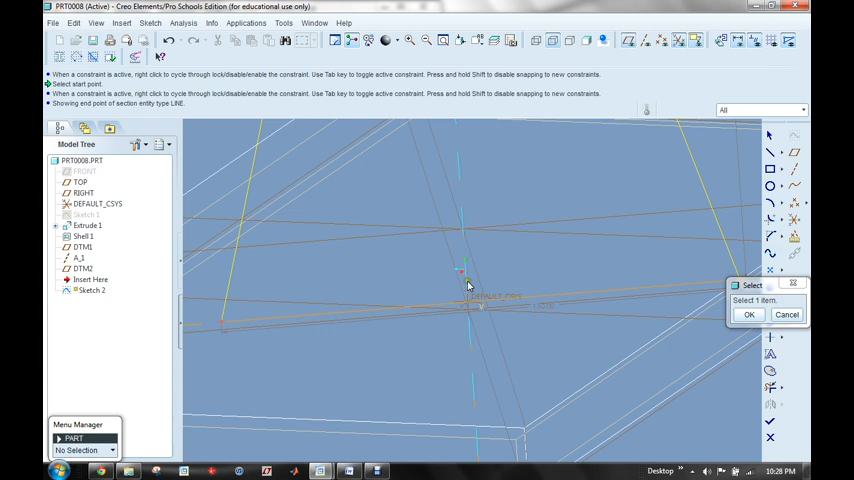 PRT0008 (Active) - Creo Elements/Pro Schools Edition (for educational use only)
File Edit View Insert Sketch Analysis Info Applications Tools Window Help
When a constraint is active, right click to cycle through lock/disable/enable the constraint. Use Tab key to toggle active constraint. Press and hold Shift to disable snapping to new constraints.
Select start point.
When a constraint is active, right click to cycle through lock/disable/enable the constraint. Use Tab key to toggle active constraint. Press and hold Shift to disable snapping to new constraints.
Showing end point of section entity type LINE.
All
Model Tree
PRT0008.PRT
FRONT
TOP
RIGHT
DEFAULT_CSYS
Sketch 1
Extrude 1
Shell 1
DTM1
A_1
DTM2
Insert Here
Sketch 2
DEFAULT_CSYS
Select
Select 1 item.
OK Cancel
Menu Manager
PART
No Selection
Desktop
10:28 PM